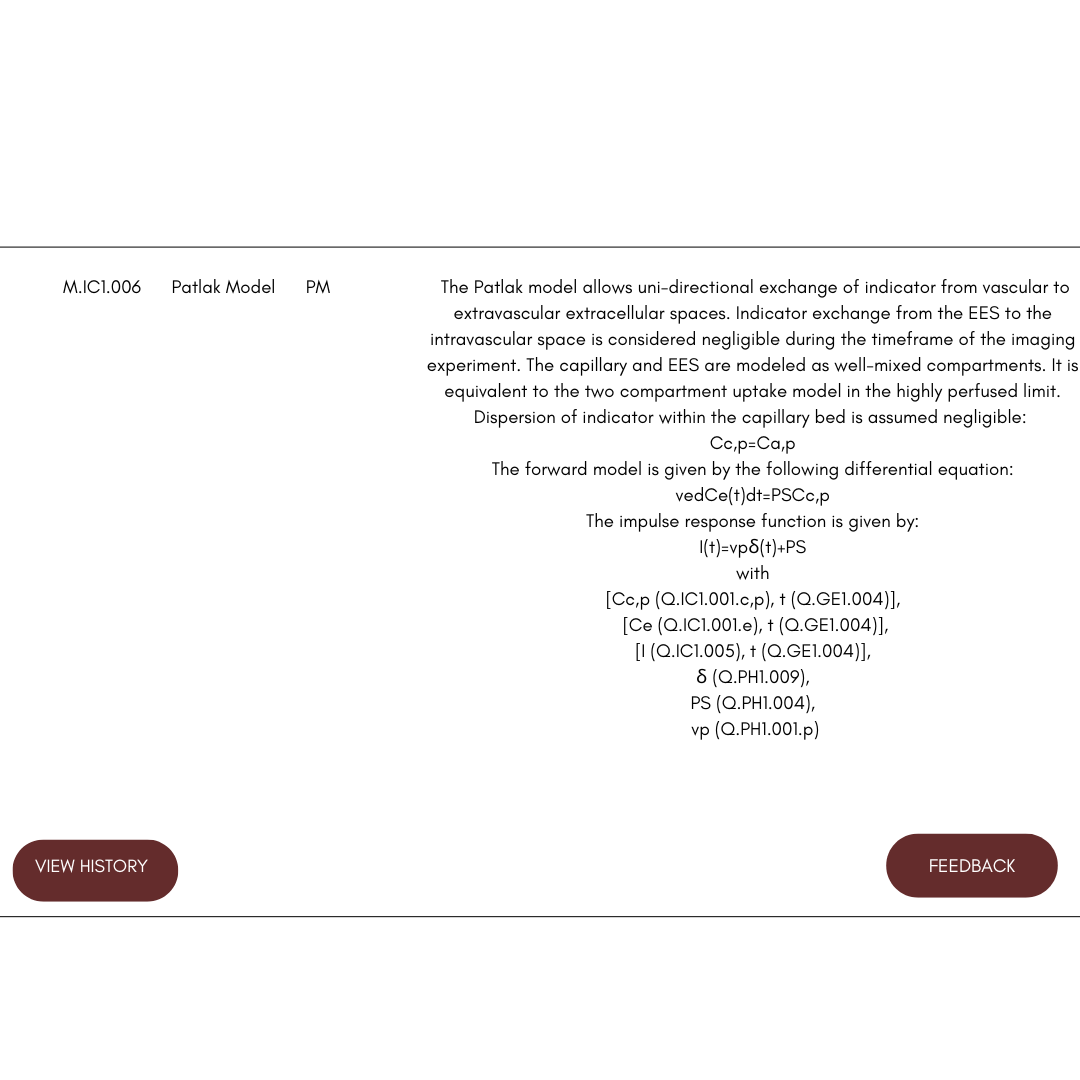 M.IC1.006 Patlak Model PM
The Patlak model allows uni-directional exchange of indicator from vascular to
extravascular extracellular spaces. Indicator exchange from the EES to the
intravascular space is considered negligible during the timeframe of the imaging
experiment. The capillary and EES are modeled as well-mixed compartments. It is
equivalent to the two compartment uptake model in the highly perfused limit.
Dispersion of indicator within the capillary bed is assumed negligible:
Cc,p=Ca,p
The forward model is given by the following differential equation:
vedCe(t)dt=PSCc,p
The impulse response function is given by:
I(t)=vpδ(t)+PS
with
[Cc,p (Q.IC1.001.c,p), t (Q.GE1.004)],
[Ce (Q.IC1.001.e), t (Q.GE1.004)],
[I (Q.IC1.005), t (Q.GE1.004)],
δ (Q.PH1.009),
PS (Q.PH1.004),
vp (Q.PH1.001.p)
VIEW HISTORY
FEEDBACK